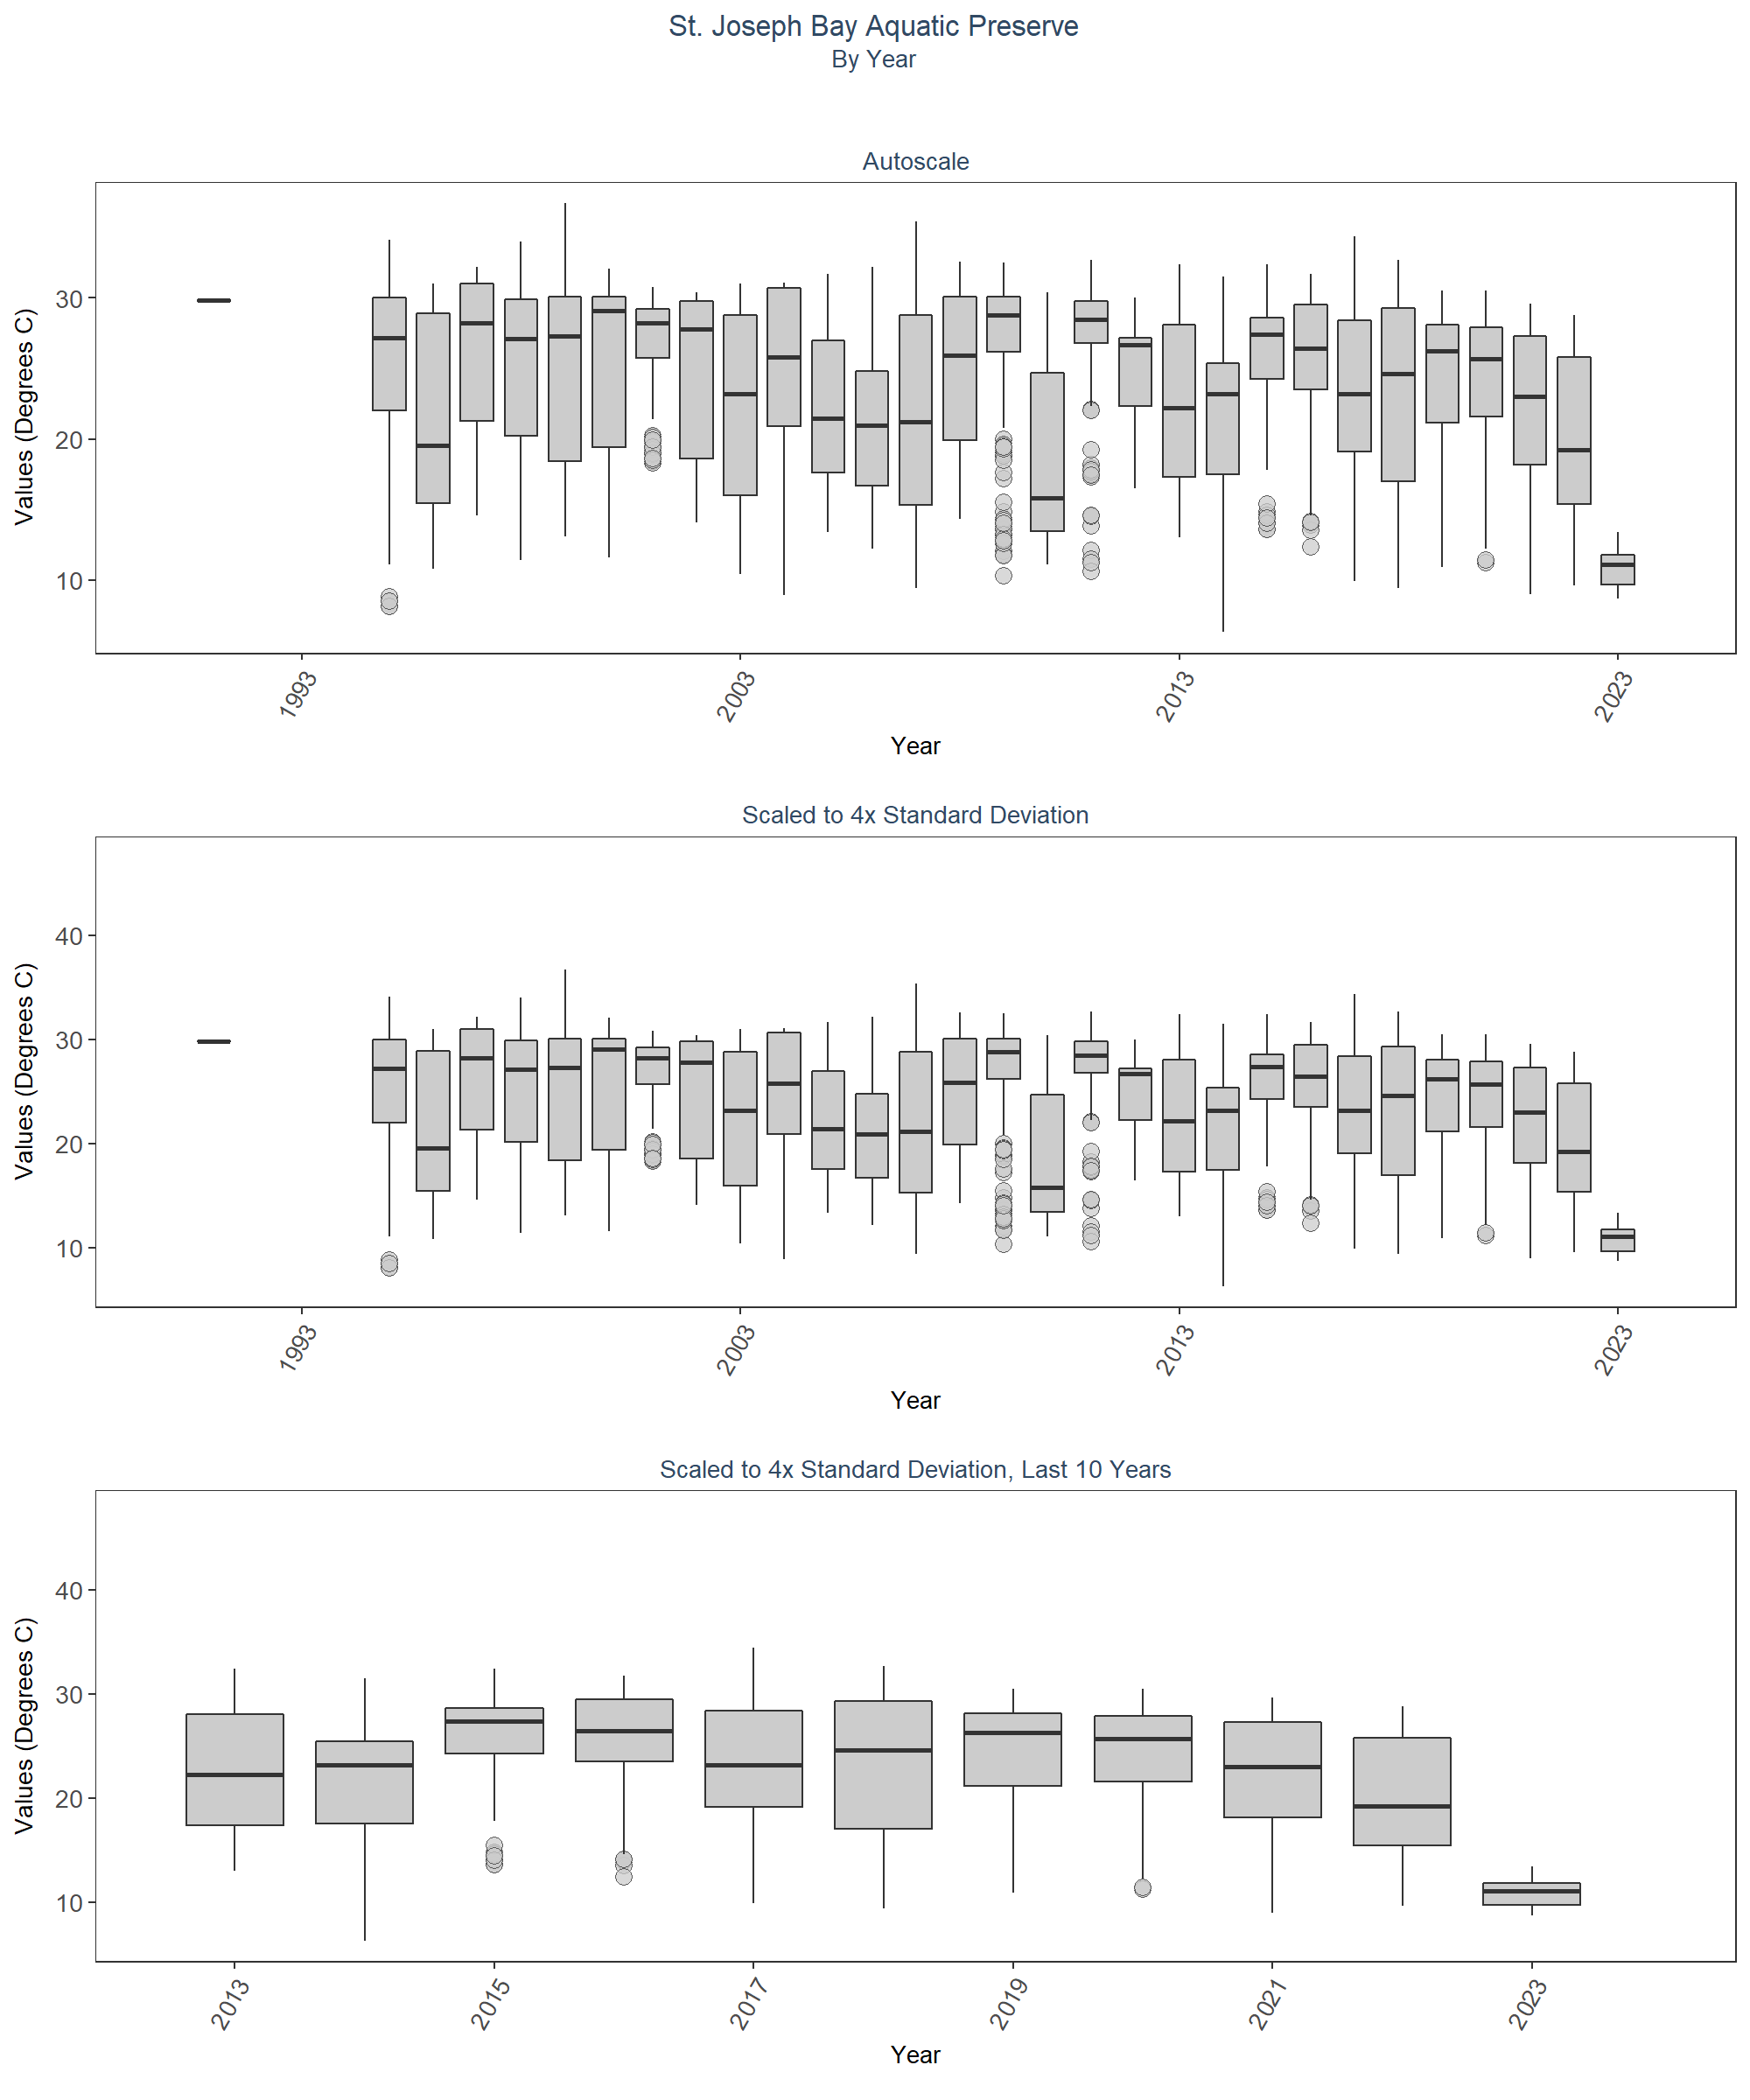 St. Joseph Bay Aquatic Preserve
By Year
Autoscale
Values (Degrees C)
30
20
10
1993
2003
2013
2023
Year
Scaled to 4x Standard Deviation
Values (Degrees C)
40
30
20
10
1993
2003
2013
2023
Year
Scaled to 4x Standard Deviation, Last 10 Years
Values (Degrees C)
40
30
20
10
2013
2015
2017
2019
2021
2023
Year